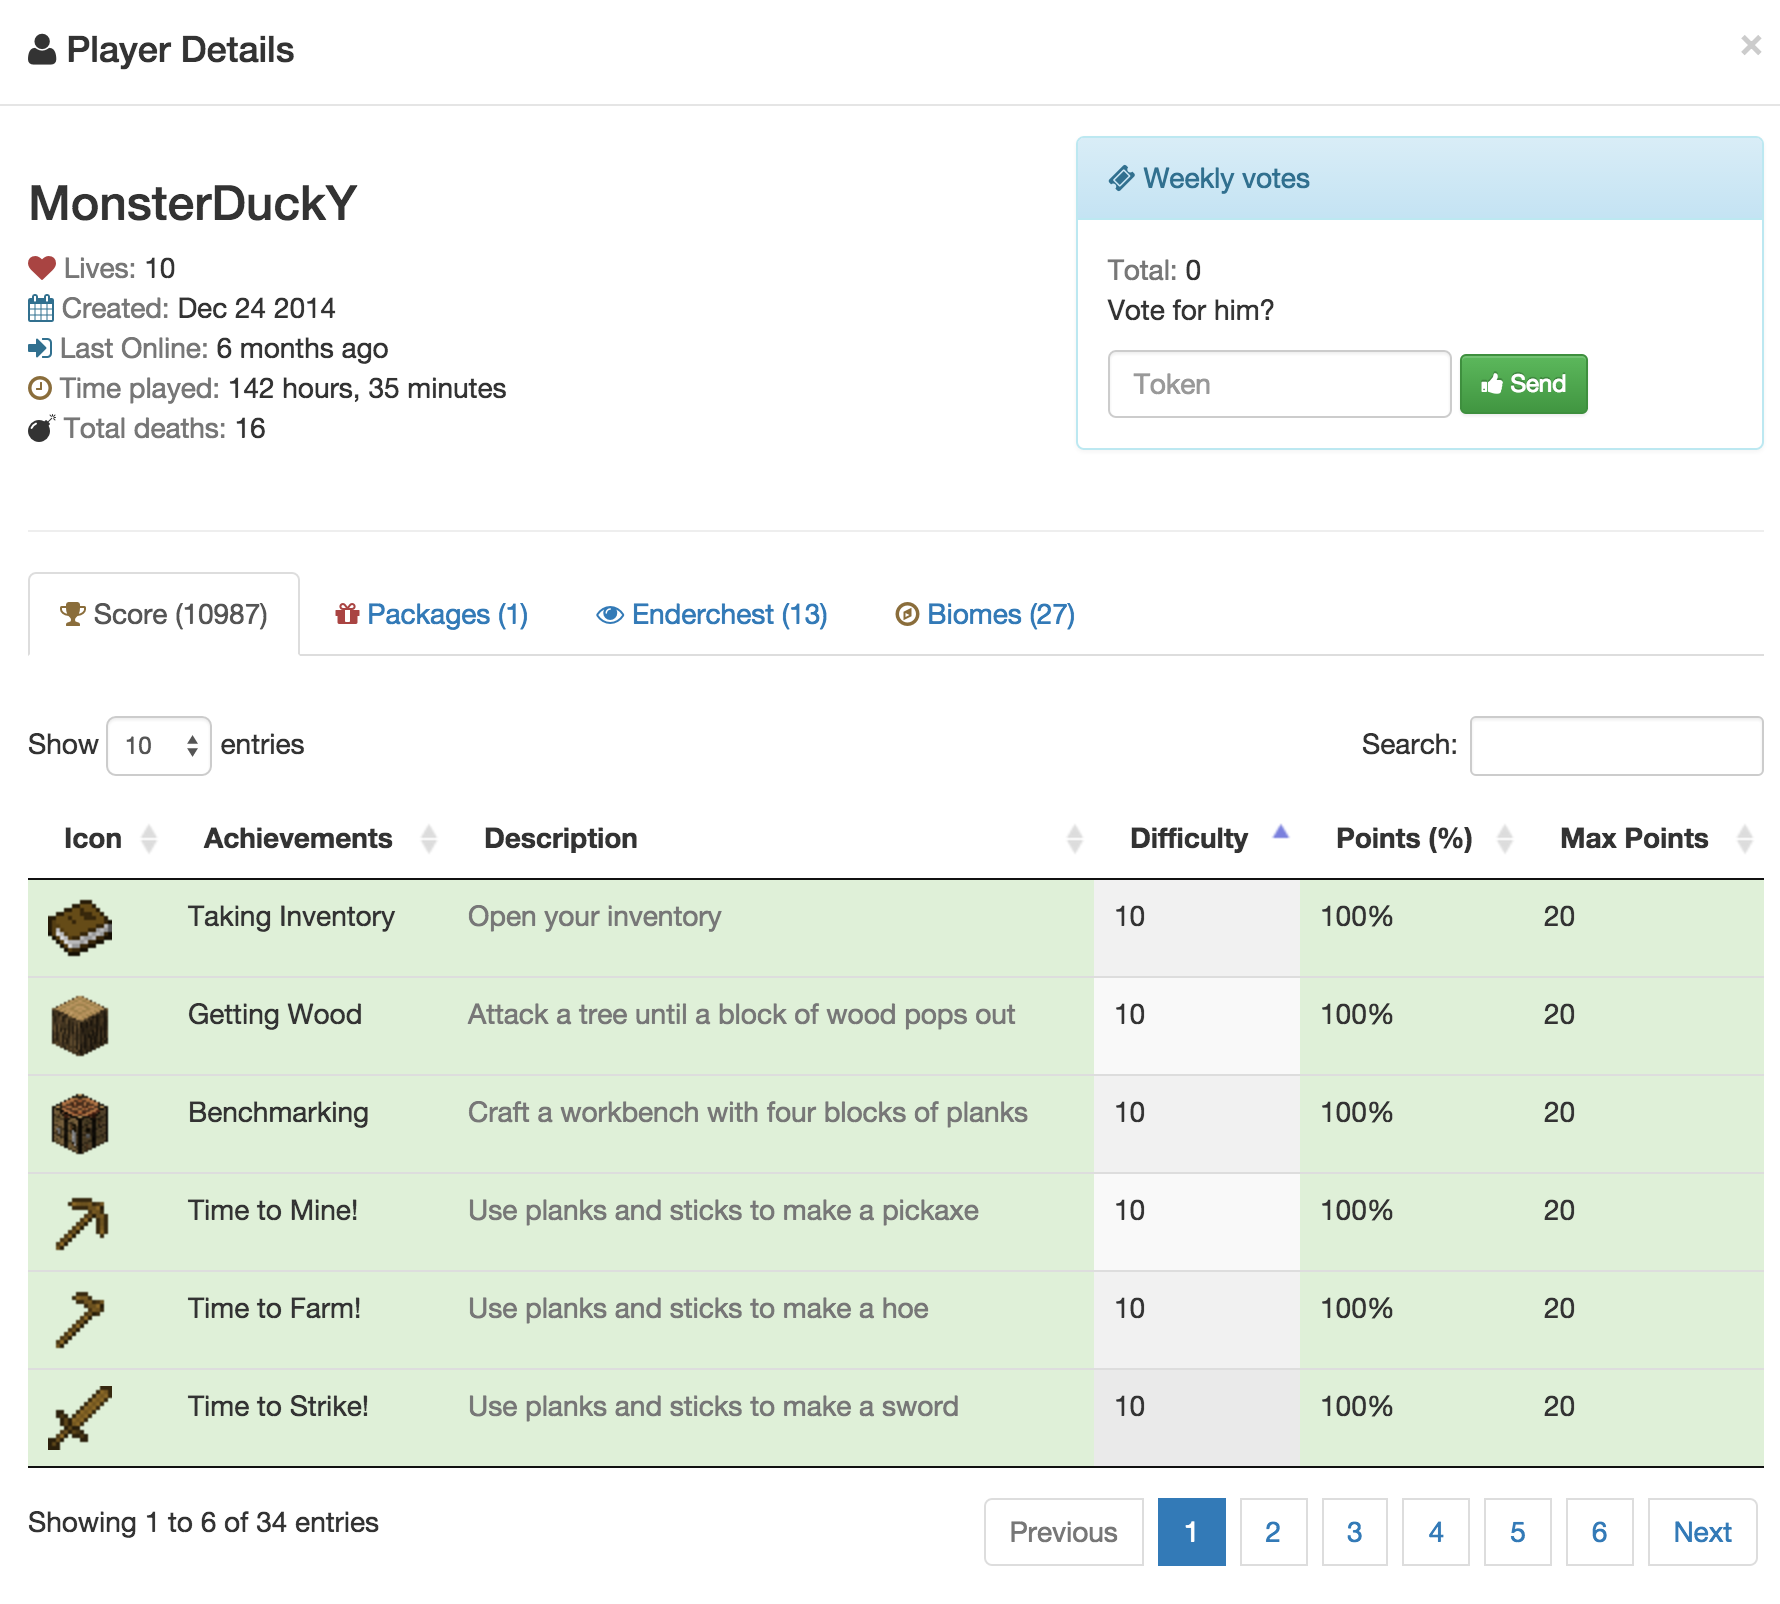 Player Details
×
MonsterDuckY
Lives: 10
Created: Dec 24 2014
Last Online: 6 months ago
Time played: 142 hours, 35 minutes
Total deaths: 16
Weekly votes
Total: 0
Vote for him?
Token
Send
Score (10987) Packages (1) Enderchest (13) Biomes (27)
Show 10 entries Search:
Icon Achievements Description Difficulty Points (%) Max Points
Taking Inventory Open your inventory 10 100% 20
Getting Wood Attack a tree until a block of wood pops out 10 100% 20
Benchmarking Craft a workbench with four blocks of planks 10 100% 20
Time to Mine! Use planks and sticks to make a pickaxe 10 100% 20
Time to Farm! Use planks and sticks to make a hoe 10 100% 20
Time to Strike! Use planks and sticks to make a sword 10 100% 20
Showing 1 to 6 of 34 entries Previous 1 2 3 4 5 6 Next